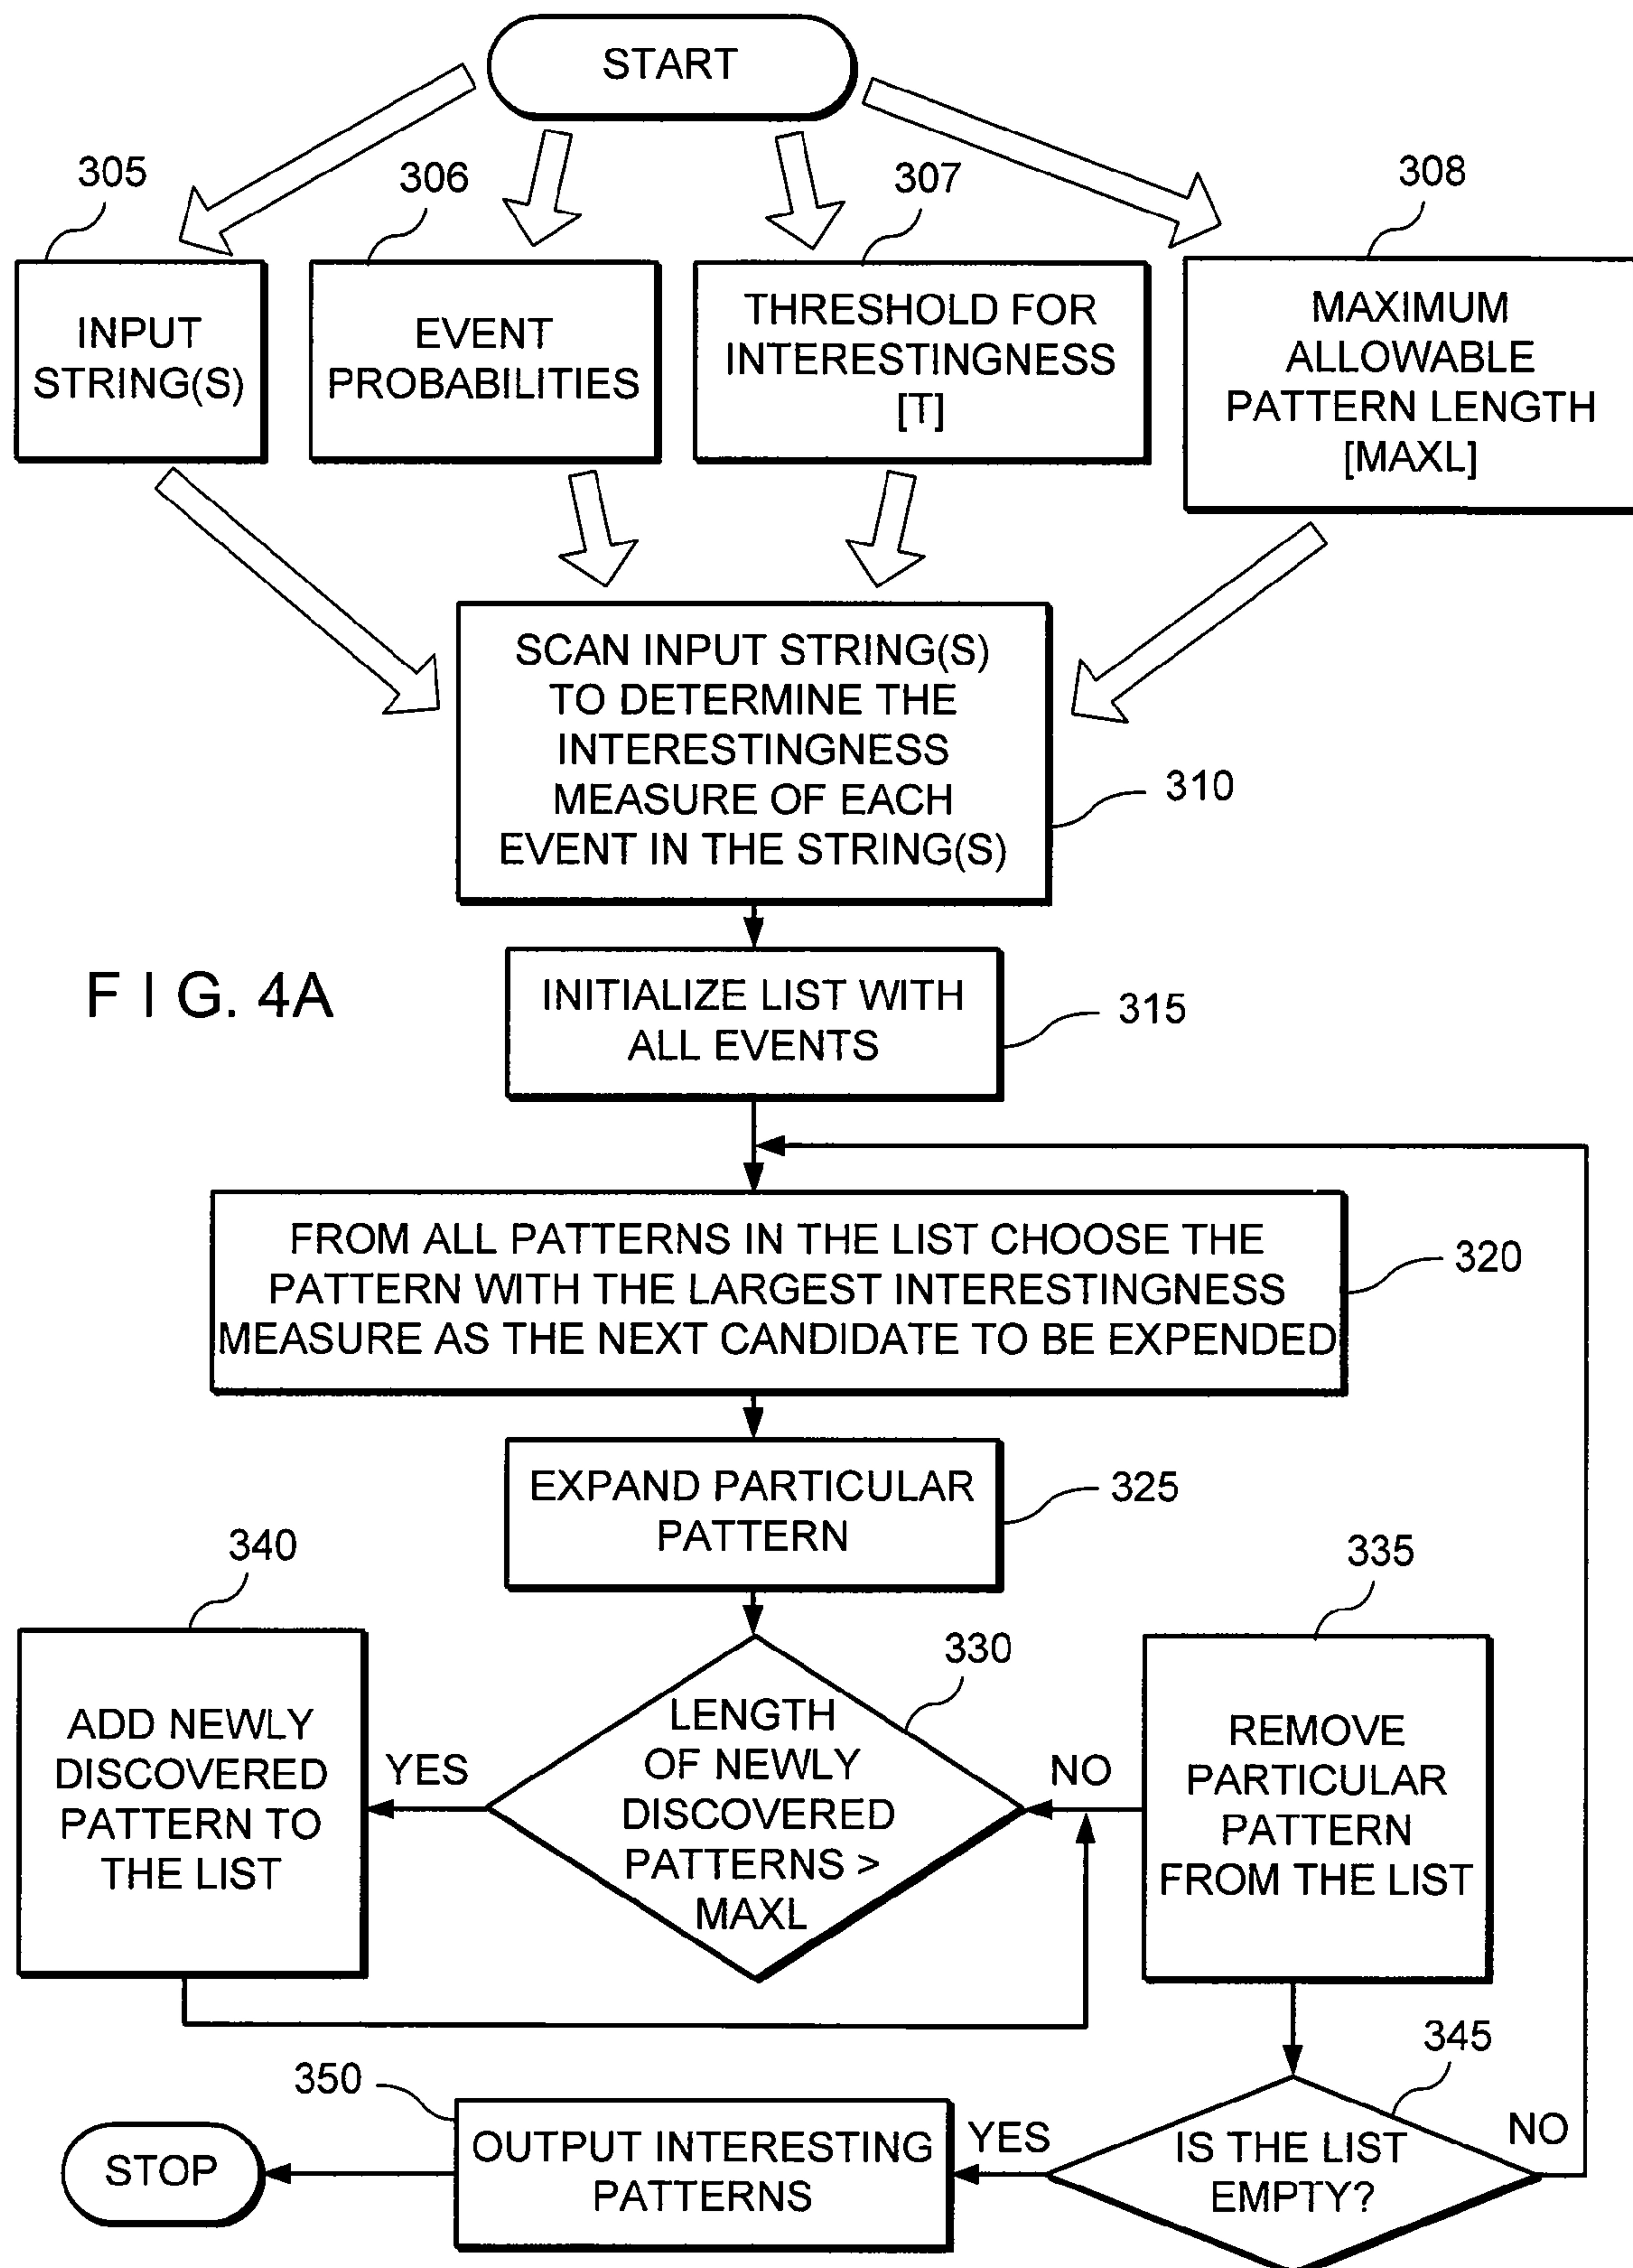 START
305
306
307
308
INPUT
STRING(S)
EVENT
PROBABILITIES
THRESHOLD FOR
INTERESTINGNESS
[T]
MAXIMUM
ALLOWABLE
PATTERN LENGTH
[MAXL]
SCAN INPUT STRING(S)
TO DETERMINE THE
INTERESTINGNESS
MEASURE OF EACH
EVENT IN THE STRING(S)
310
FIG. 4A
INITIALIZE LIST WITH
ALL EVENTS
315
FROM ALL PATTERNS IN THE LIST CHOOSE THE
PATTERN WITH THE LARGEST INTERESTINGNESS
MEASURE AS THE NEXT CANDIDATE TO BE EXPENDED
320
EXPAND PARTICULAR
PATTERN
325
340
335
330
ADD NEWLY
DISCOVERED
PATTERN TO
THE LIST
YES
LENGTH
OF NEWLY
DISCOVERED
PATTERNS >
MAXL
NO
REMOVE
PARTICULAR
PATTERN
FROM THE LIST
345
350
STOP
OUTPUT INTERESTING
PATTERNS
YES
IS THE LIST
EMPTY?
NO